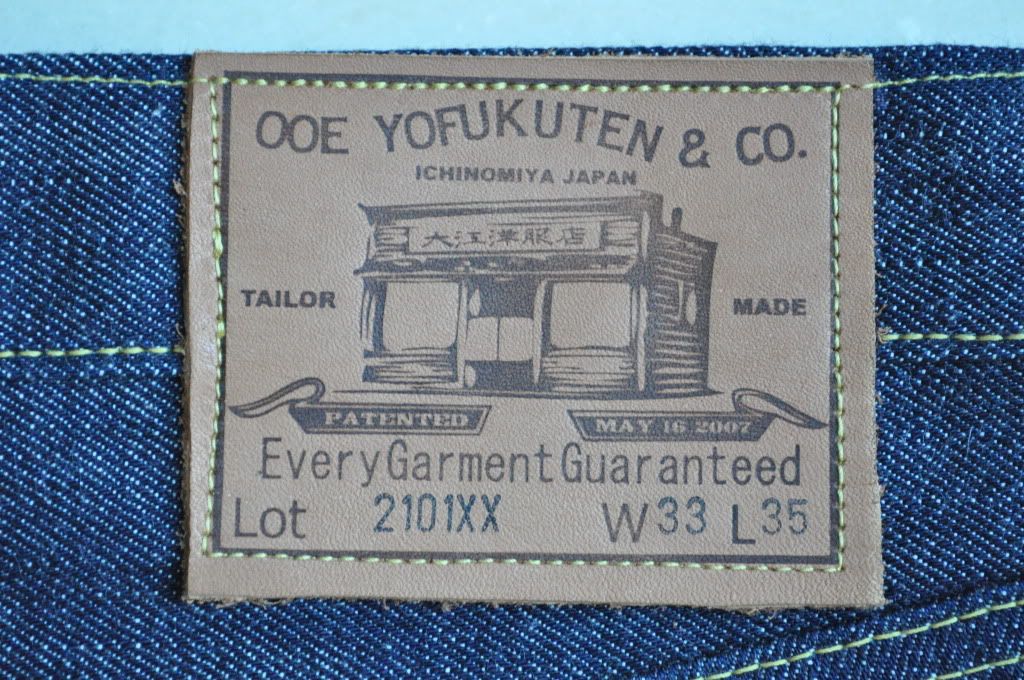 OOE YOFUKUTEN & CO.
ICHINOMIYA JAPAN
大江洋服店
TAILOR MADE
PATENTED MAY 16 2007
Every Garment Guaranteed
Lot 2101XX W33 L35